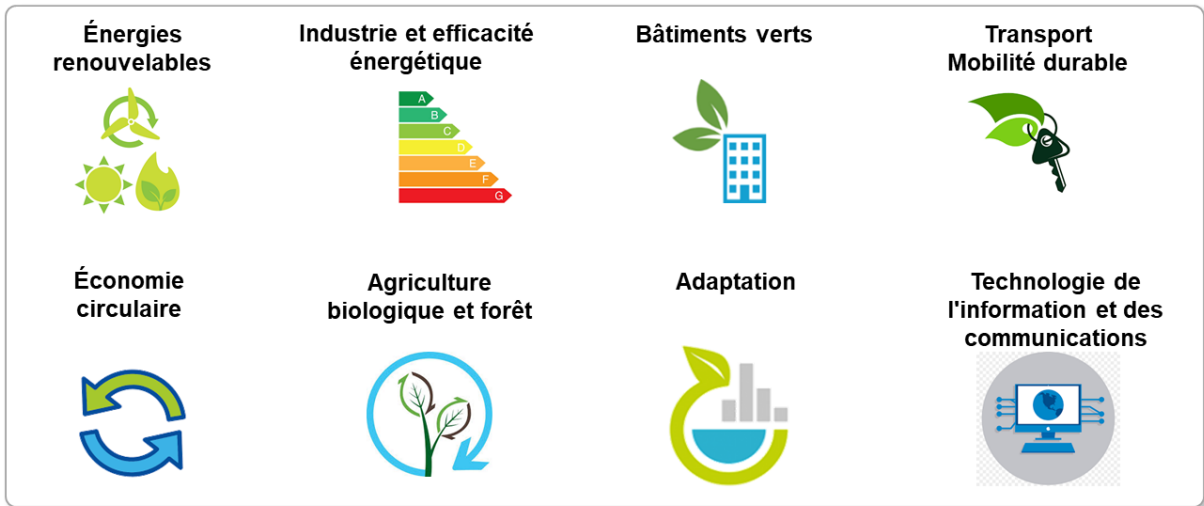 Énergies
renouvelables
Industrie et efficacité
énergétique
Bâtiments verts
Transport
Mobilité durable
A
B
C
D
E
F
G
Économie
circulaire
Agriculture
biologique et forêt
Adaptation
Technologie de
l'information et des
communications